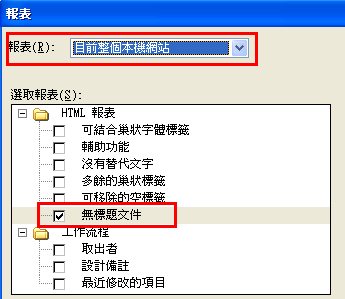 報表
報表(R): 目前整個本機網站
選取報表(S):
HTML 報表
可結合巢狀字體標籤
輔助功能
沒有替代文字
多餘的巢狀標籤
可移除的空標籤
無標題文件
工作流程
取出者
設計備註
最近修改的項目